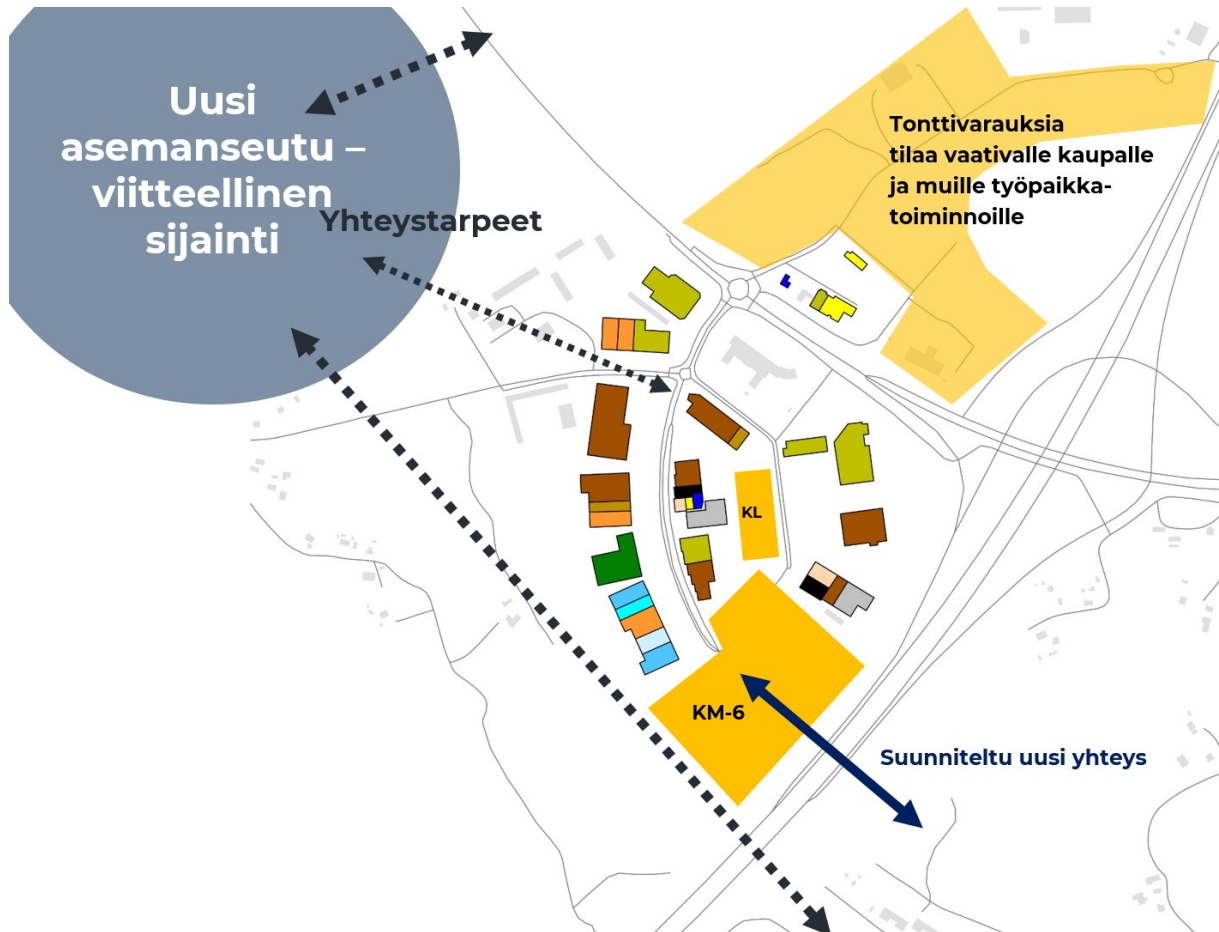 Uusi
asemanseutu –
viitteellinen
sijainti
Yhteystarpeet
Tonttivarauksia
tilaa vaativalle kaupalle
ja muille työpaikka-
toiminnoille
KL
KM-6
Suunniteltu uusi yhteys